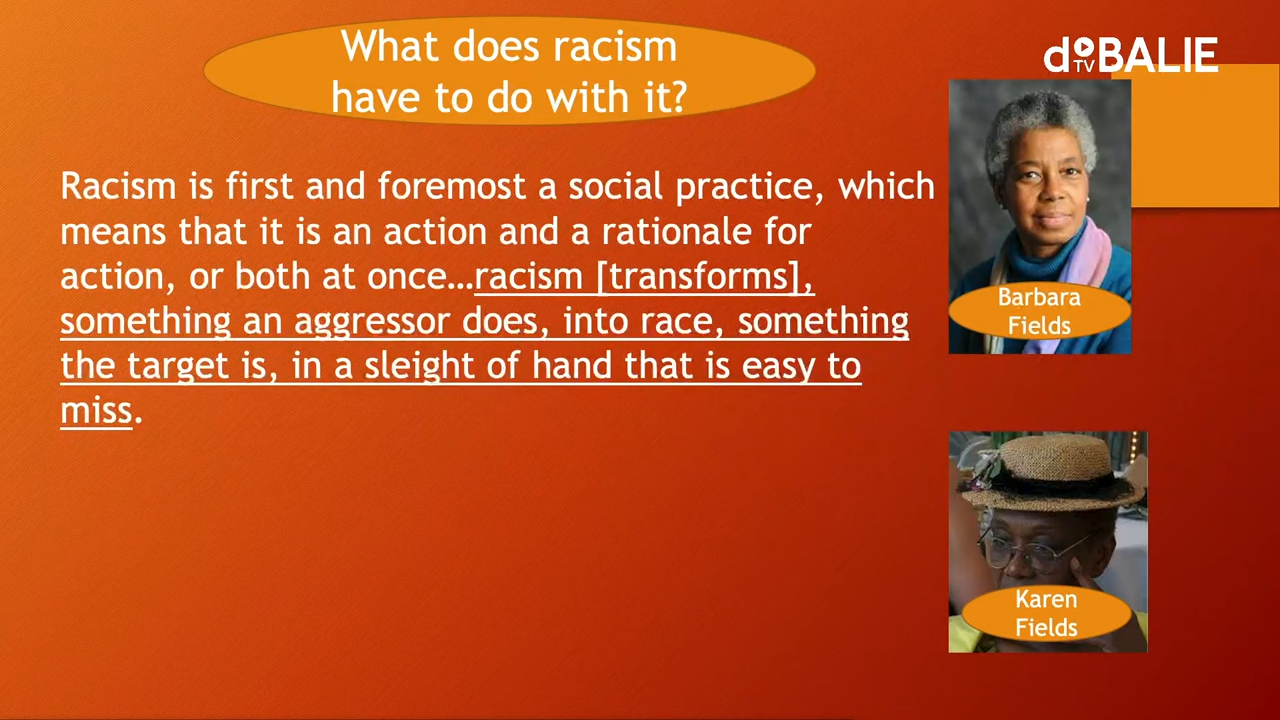 What does racism
have to do with it?
doTV BALIE
Racism is first and foremost a social practice, which
means that it is an action and a rationale for
action, or both at once…racism [transforms],
something an aggressor does, into race, something
the target is, in a sleight of hand that is easy to
miss.
Barbara
Fields
Karen
Fields